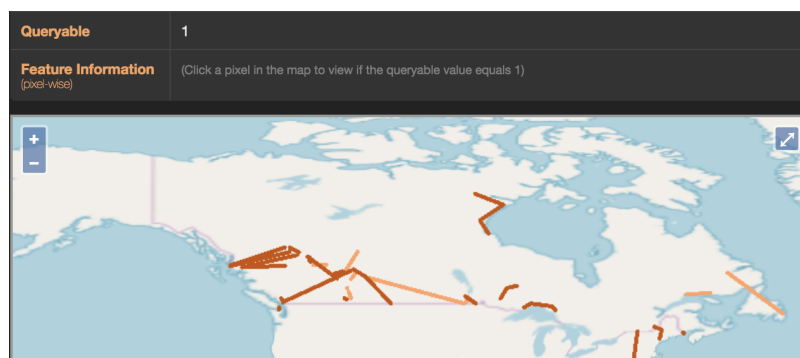 Queryable 1
Feature Information (Click a pixel in the map to view if the queryable value equals 1)
(pixel-wise)
+
−